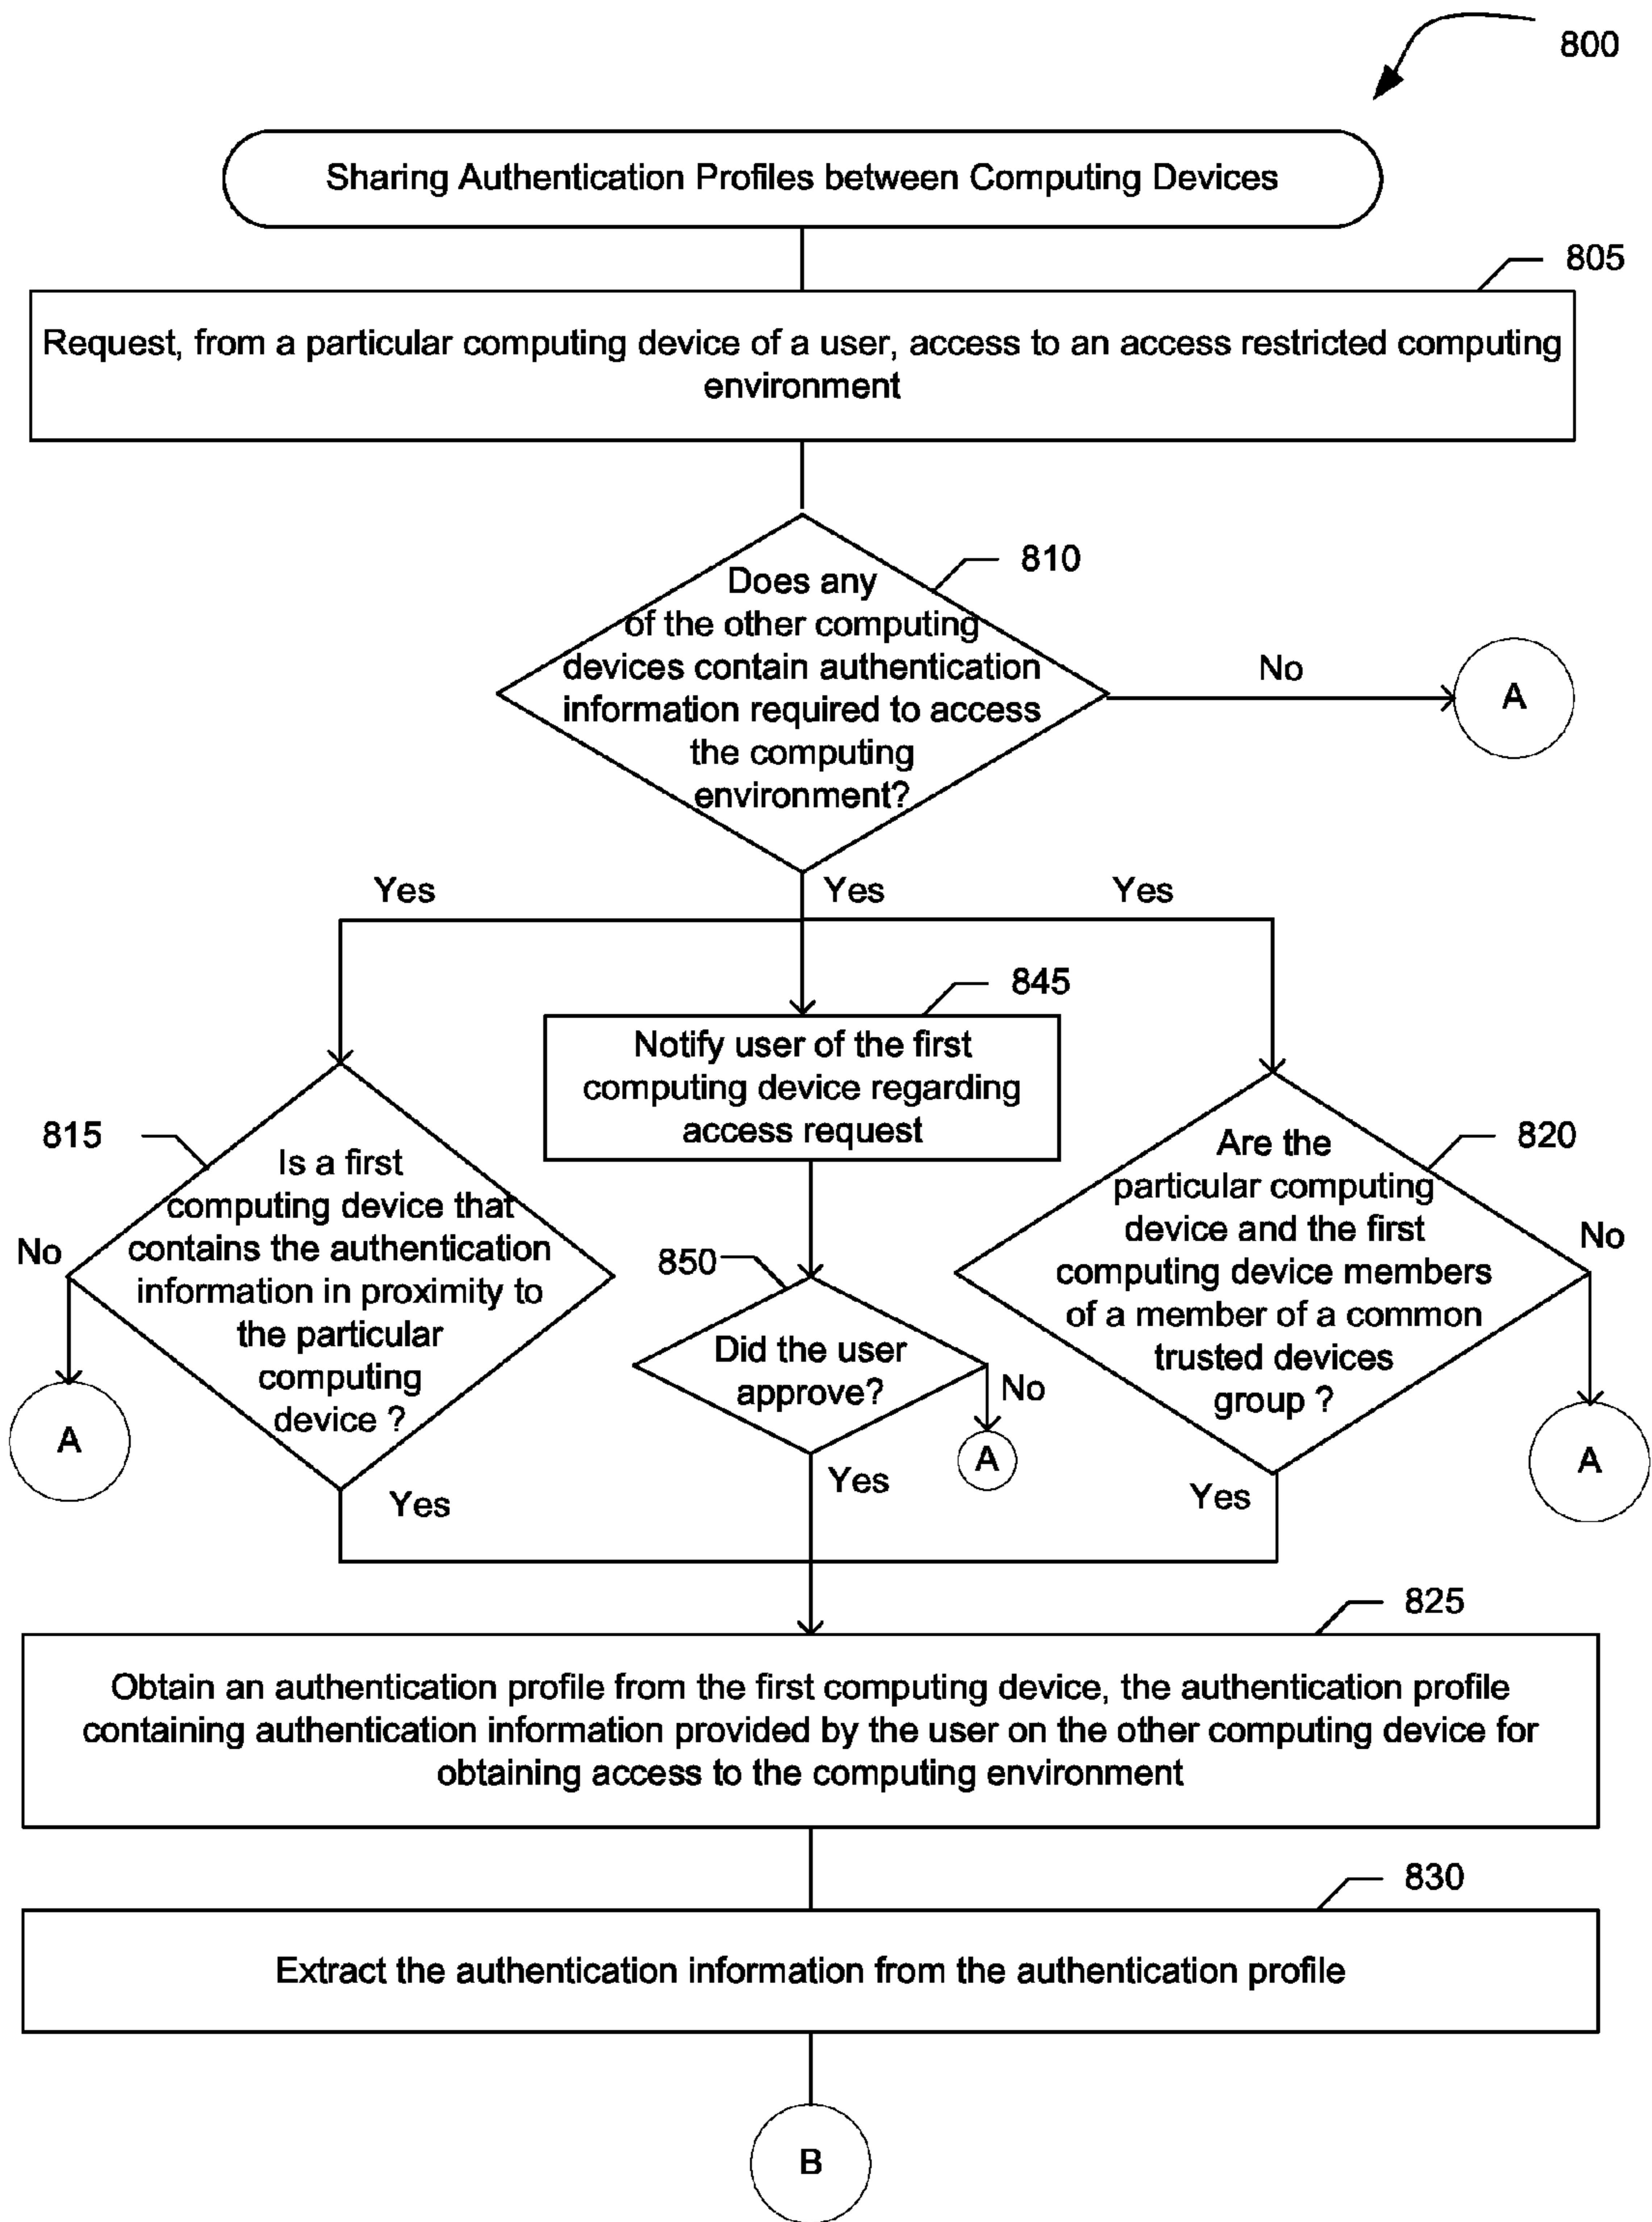 800
Sharing Authentication Profiles between Computing Devices
805
Request, from a particular computing device of a user, access to an access restricted computing
environment
810
Does any
of the other computing
devices contain authentication
information required to access
the computing
environment?
No
A
Yes
Yes
Yes
845
Notify user of the first
computing device regarding
access request
815
Is a first
computing device that
contains the authentication
information in proximity to
the particular
computing
device ?
No
A
Yes
850
Did the user
approve?
No
A
Yes
820
Are the
particular computing
device and the first
computing device members
of a member of a common
trusted devices
group ?
No
A
Yes
825
Obtain an authentication profile from the first computing device, the authentication profile
containing authentication information provided by the user on the other computing device for
obtaining access to the computing environment
830
Extract the authentication information from the authentication profile
B